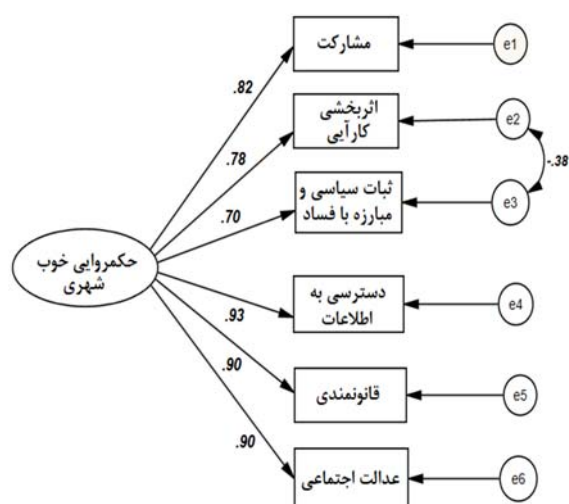 مشارکت
e1
.82
اثربخشی
کارآیی
e2
.78
-.38
ثبات سیاسی و
مبارزه با فساد
e3
.70
حکمروایی خوب
شهری
دسترسی به
اطلاعات
e4
.93
قانونمندی
e5
.90
عدالت اجتماعی
e6
.90